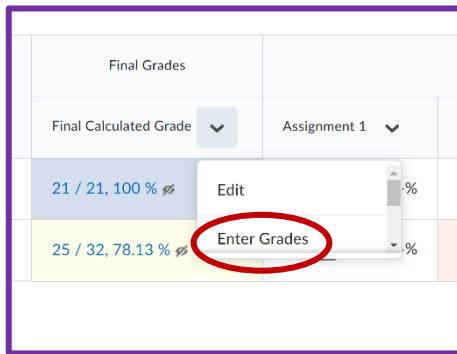 Final Grades
Final Calculated Grade
Assignment 1
21 / 21, 100 %
Edit
%
25 / 32, 78.13 %
Enter Grades
%